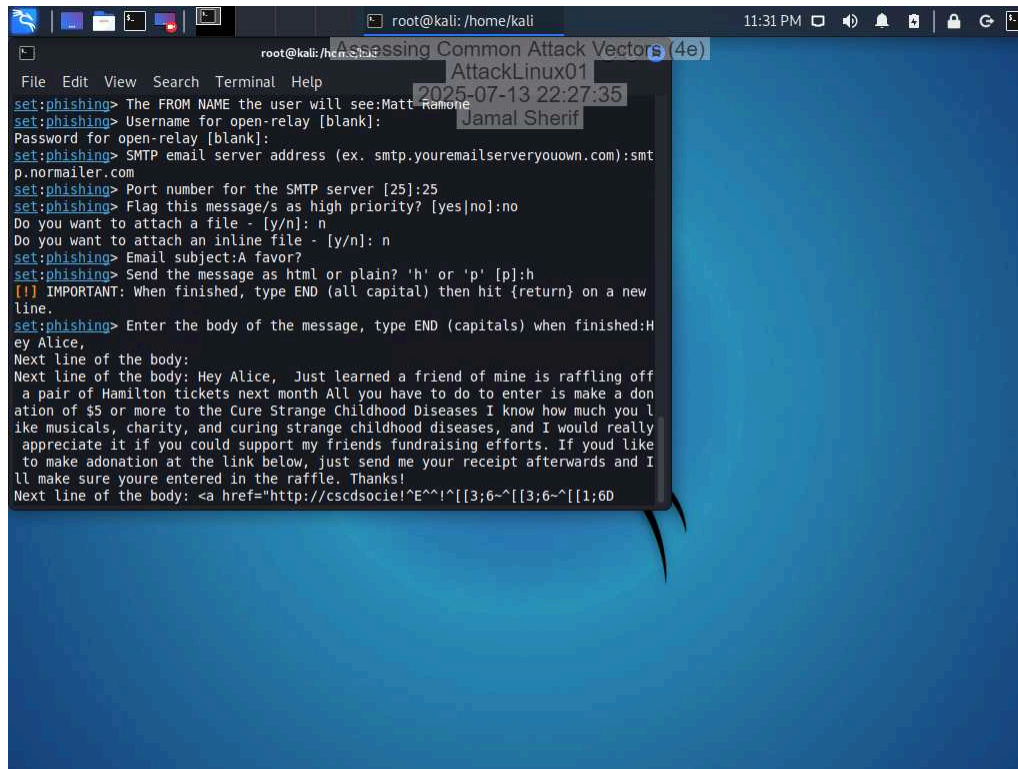 root@kali: /home/kali
11:31 PM
Assessing Common Attack Vectors (4e)
AttackLinux01
2025-07-13 22:27:35
Jamal Sherif
root@kali: /home/kali
File Edit View Search Terminal Help
set:phishing> The FROM NAME the user will see:Matt Ramone
set:phishing> Username for open-relay [blank]:
Password for open-relay [blank]:
set:phishing> SMTP email server address (ex. smtp.youremailserveryouown.com):smt
p.normailer.com
set:phishing> Port number for the SMTP server [25]:25
set:phishing> Flag this message/s as high priority? [yes|no]:no
Do you want to attach a file - [y/n]: n
Do you want to attach an inline file - [y/n]: n
set:phishing> Email subject:A favor?
set:phishing> Send the message as html or plain? 'h' or 'p' [p]:h
[!] IMPORTANT: When finished, type END (all capital) then hit {return} on a new
line.
set:phishing> Enter the body of the message, type END (capitals) when finished:H
ey Alice,
Next line of the body:
Next line of the body: Hey Alice,  Just learned a friend of mine is raffling off
 a pair of Hamilton tickets next month All you have to do to enter is make a don
ation of $5 or more to the Cure Strange Childhood Diseases I know how much you l
ike musicals, charity, and curing strange childhood diseases, and I would really
 appreciate it if you could support my friends fundraising efforts. If youd like
 to make adonation at the link below, just send me your receipt afterwards and I
ll make sure youre entered in the raffle. Thanks!
Next line of the body: <a href="http://cscdsocie!^E^^!^[[3;6~^[[3;6~^[[1;6D